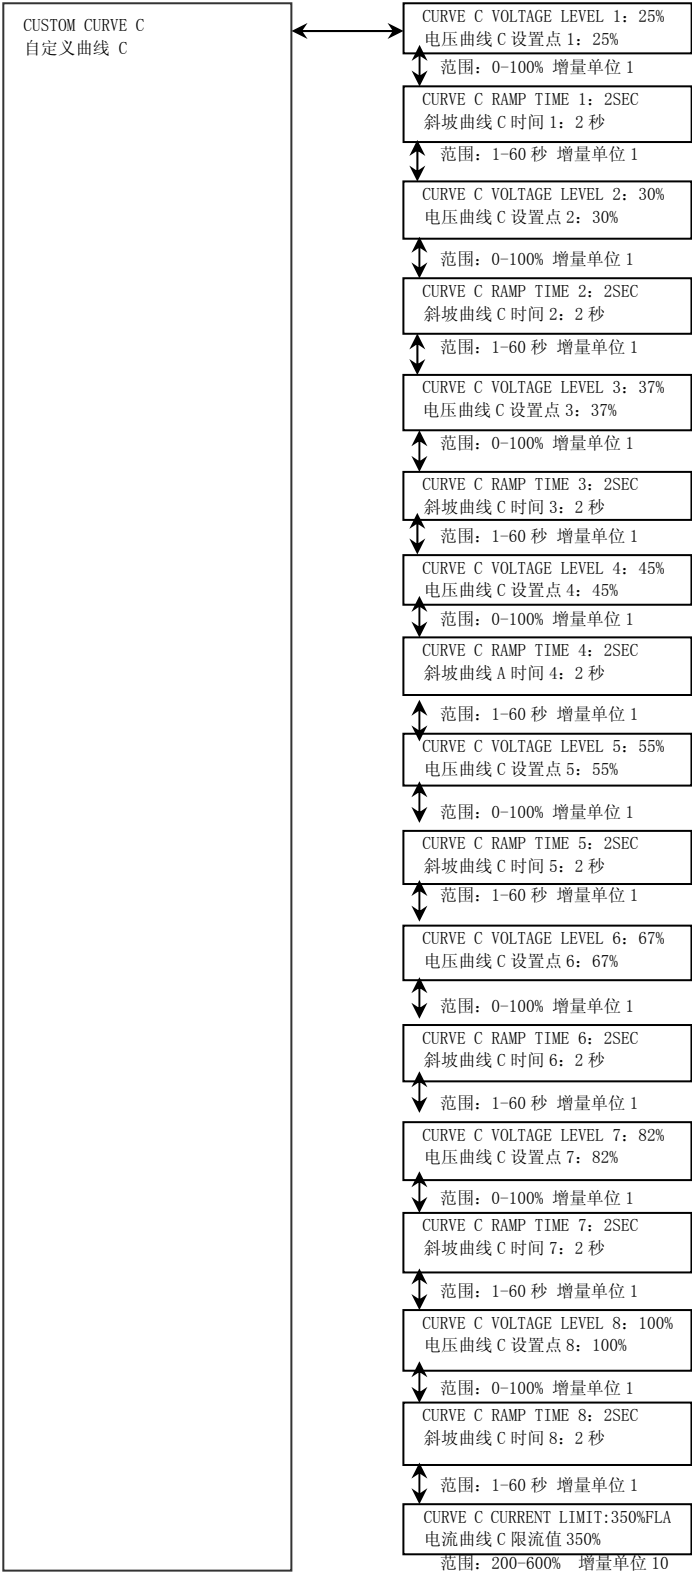 CUSTOM CURVE C
自定义曲线 C
CURVE C VOLTAGE LEVEL 1：25%
电压曲线 C 设置点 1：25%
范围：0-100% 增量单位 1
CURVE C RAMP TIME 1：2SEC
斜坡曲线 C 时间 1：2 秒
范围：1-60 秒 增量单位 1
CURVE C VOLTAGE LEVEL 2：30%
电压曲线 C 设置点 2：30%
范围：0-100% 增量单位 1
CURVE C RAMP TIME 2：2SEC
斜坡曲线 C 时间 2：2 秒
范围：1-60 秒 增量单位 1
CURVE C VOLTAGE LEVEL 3：37%
电压曲线 C 设置点 3：37%
范围：0-100% 增量单位 1
CURVE C RAMP TIME 3：2SEC
斜坡曲线 C 时间 3：2 秒
范围：1-60 秒 增量单位 1
CURVE C VOLTAGE LEVEL 4：45%
电压曲线 C 设置点 4：45%
范围：0-100% 增量单位 1
CURVE C RAMP TIME 4：2SEC
斜坡曲线 A 时间 4：2 秒
范围：1-60 秒 增量单位 1
CURVE C VOLTAGE LEVEL 5：55%
电压曲线 C 设置点 5：55%
范围：0-100% 增量单位 1
CURVE C RAMP TIME 5：2SEC
斜坡曲线 C 时间 5：2 秒
范围：1-60 秒 增量单位 1
CURVE C VOLTAGE LEVEL 6：67%
电压曲线 C 设置点 6：67%
范围：0-100% 增量单位 1
CURVE C RAMP TIME 6：2SEC
斜坡曲线 C 时间 6：2 秒
范围：1-60 秒 增量单位 1
CURVE C VOLTAGE LEVEL 7：82%
电压曲线 C 设置点 7：82%
范围：0-100% 增量单位 1
CURVE C RAMP TIME 7：2SEC
斜坡曲线 C 时间 7：2 秒
范围：1-60 秒 增量单位 1
CURVE C VOLTAGE LEVEL 8：100%
电压曲线 C 设置点 8：100%
范围：0-100% 增量单位 1
CURVE C RAMP TIME 8：2SEC
斜坡曲线 C 时间 8：2 秒
范围：1-60 秒 增量单位 1
CURVE C CURRENT LIMIT:350%FLA
电流曲线 C 限流值 350%
范围：200-600% 增量单位 10